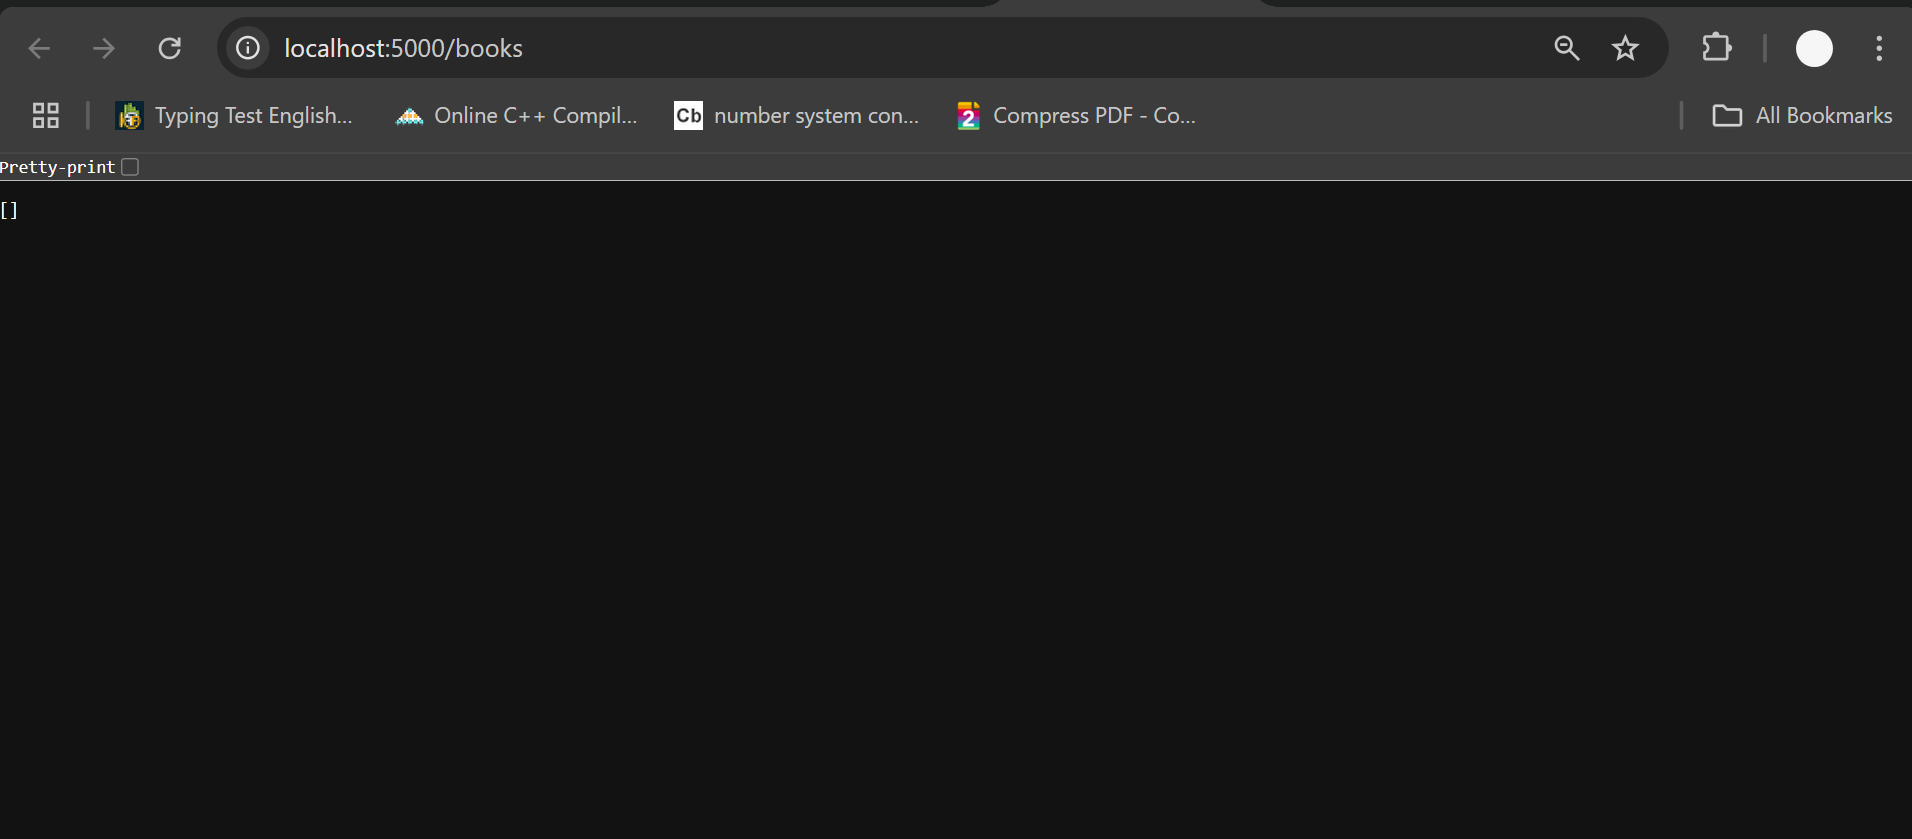 localhost:5000/books
Typing Test English... Online C++ Compil... Cb number system con... 2 Compress PDF - Co... All Bookmarks
Pretty-print
[]